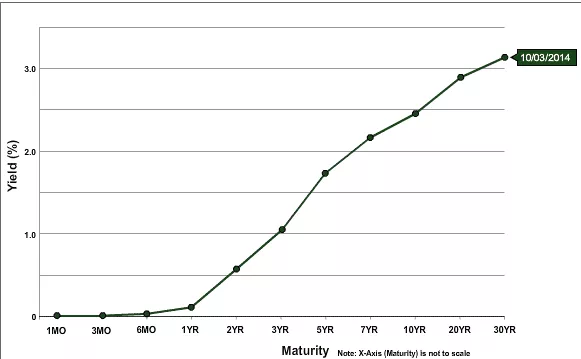 10/03/2014
3.0
2.0
1.0
0
Yield (%)
1MO 3MO 6MO 1YR 2YR 3YR 5YR 7YR 10YR 20YR 30YR
Maturity Note: X-Axis (Maturity) is not to scale